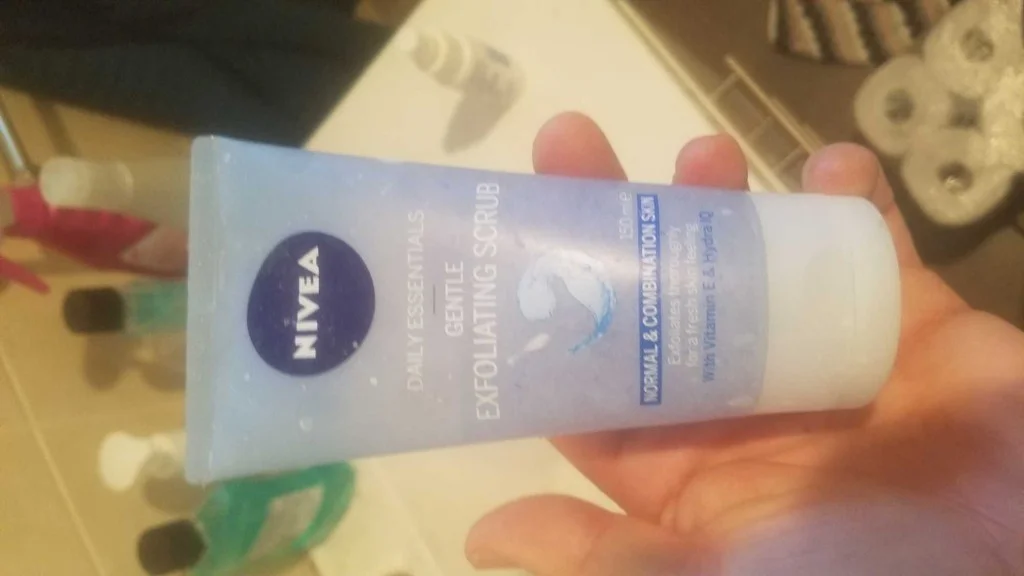 NIVEA
DAILY ESSENTIALS
GENTLE
EXFOLIATING SCRUB
150 ml e
NORMAL & COMBINATION SKIN
Exfoliates thoroughly
for a fresh skin feeling
With Vitamin E & Hydra IQ